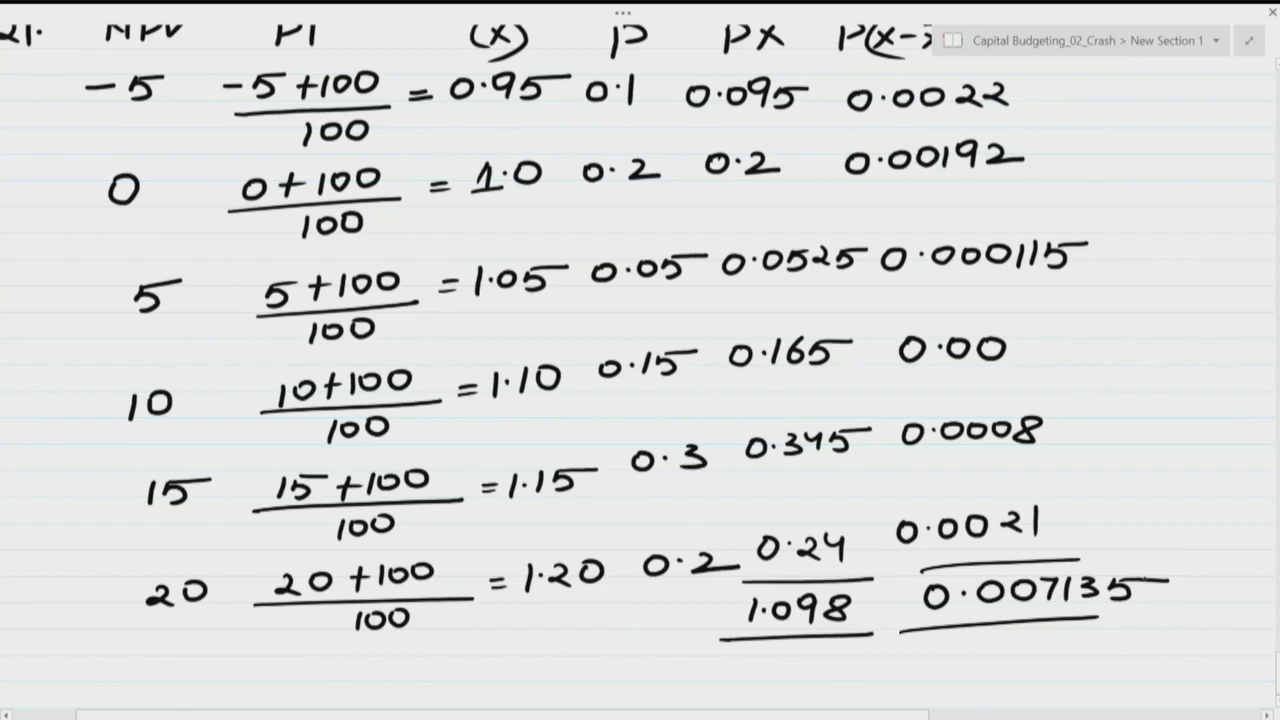 21. NPV PI (x) P PX
Capital Budgeting_02_Crash > New Section 1
-5 -5+100/100 = 0.95 0.1 0.095 0.0022
0 0+100/100 = 1.0 0.2 0.2 0.00192
5 5+100/100 = 1.05 0.05 0.0525 0.000115
10 10+100/100 = 1.10 0.15 0.165 0.00
15 15+100/100 = 1.15 0.3 0.345 0.0008
20 20+100/100 = 1.20 0.2 0.24 0.0021
1.098 0.007135